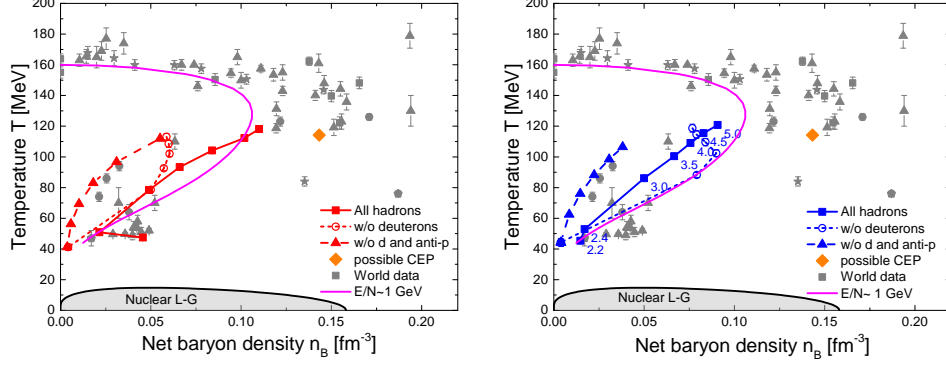 200
180
160
140
120
100
80
60
40
20
0
Temperature T [MeV]
All hadrons
w/o deuterons
w/o d and anti-p
possible CEP
World data
E/N~ 1 GeV
Nuclear L-G
0.00 0.05 0.10 0.15 0.20
Net baryon density n_B [fm^-3]
200
180
160
140
120
100
80
60
40
20
0
Temperature T [MeV]
5.0
4.5
4.0
3.5
3.0
2.4
2.2
All hadrons
w/o deuterons
w/o d and anti-p
possible CEP
World data
E/N~ 1 GeV
Nuclear L-G
0.00 0.05 0.10 0.15 0.20
Net baryon density n_B [fm^-3]